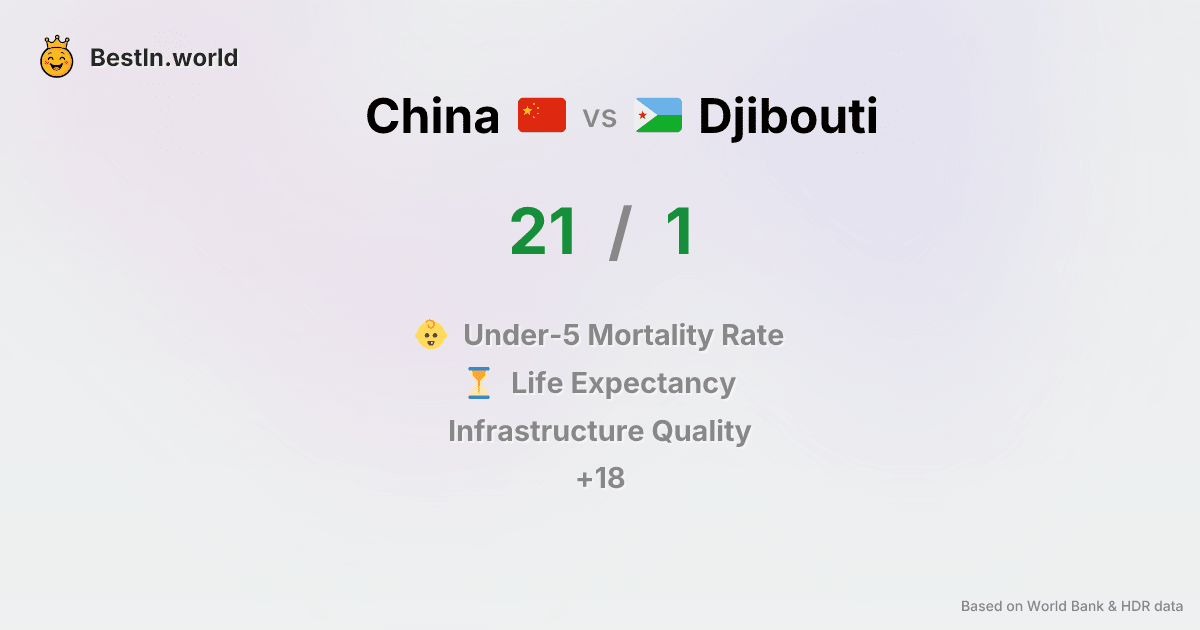 BestIn.world
China vs Djibouti
21 / 1
Under-5 Mortality Rate
Life Expectancy
Infrastructure Quality
+18
Based on World Bank & HDR data